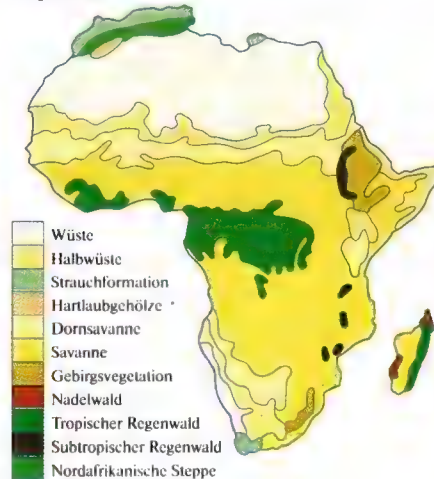 Wüste
Halbwüste
Strauchformation
Hartlaubgehölze
Dornsavanne
Savanne
Gebirgsvegetation
Nadelwald
Tropischer Regenwald
Subtropischer Regenwald
Nordafrikanische Steppe